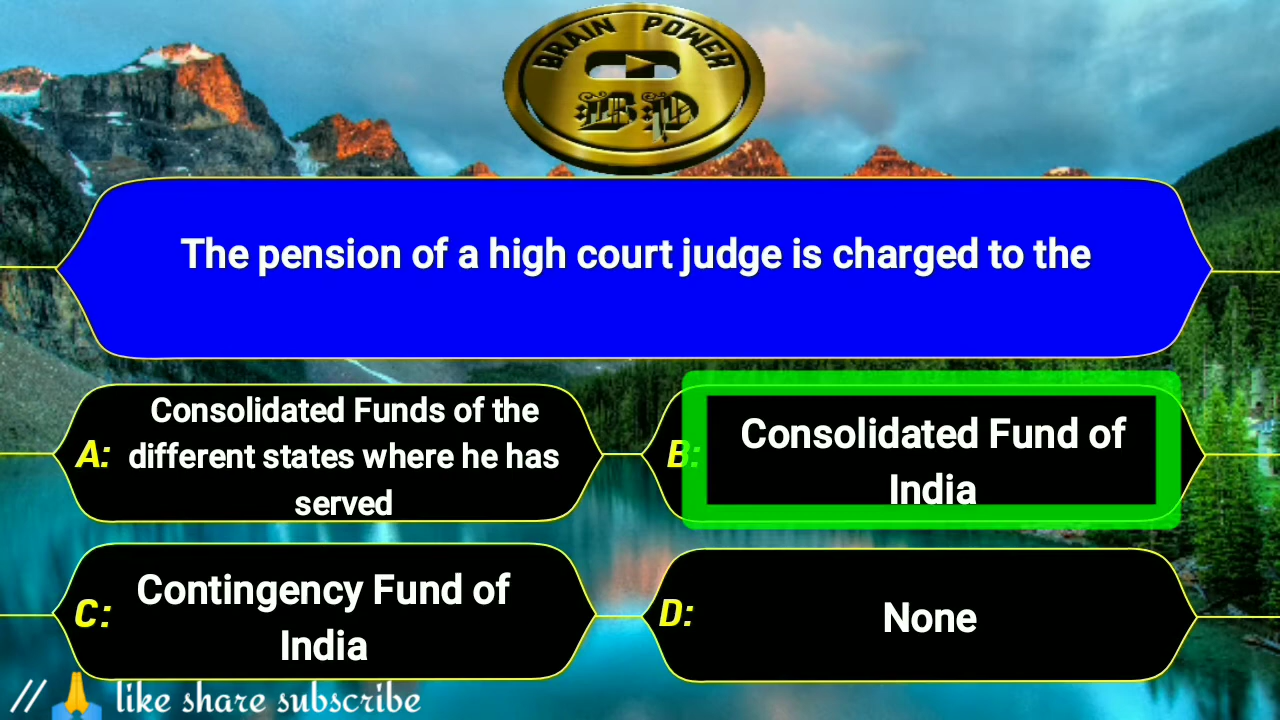 BRAIN POWER
BP
The pension of a high court judge is charged to the
A:
Consolidated Funds of the
different states where he has
served
B:
Consolidated Fund of
India
C:
Contingency Fund of
India
D:
None
// 🙏 like share subscribe